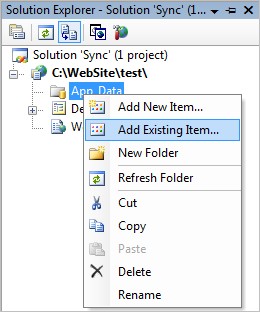 Solution Explorer - Solution 'Sync' (1...
Solution 'Sync' (1 project)
C:\WebSite\test\
App_Data
De
W
Add New Item...
Add Existing Item...
New Folder
Refresh Folder
Cut
Copy
Paste
Delete
Rename